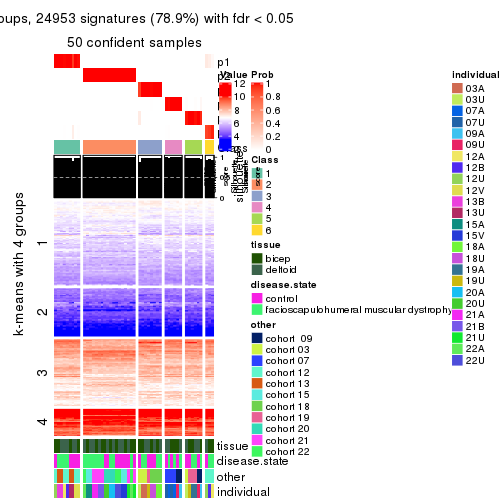 oups, 24953 signatures (78.9%) with fdr < 0.05
50 confident samples
p1
Value
12
10
8
6
4
2
0
Prob
1
0.8
0.6
0.4
0.2
0
Class
1
2
3
4
5
6
tissue
bicep
deltoid
disease.state
control
facioscapulohumeral muscular dystrophy
other
cohort 09
cohort 03
cohort 07
cohort 12
cohort 13
cohort 15
cohort 18
cohort 19
cohort 20
cohort 21
cohort 22
individual
03A
03U
07A
07U
09A
09U
12A
12B
12U
12V
13B
13U
15A
15V
18A
18U
19A
19U
20A
20U
21A
21B
21U
22A
22U
k-means with 4 groups
1
2
3
4
tissue
disease.state
other
individual